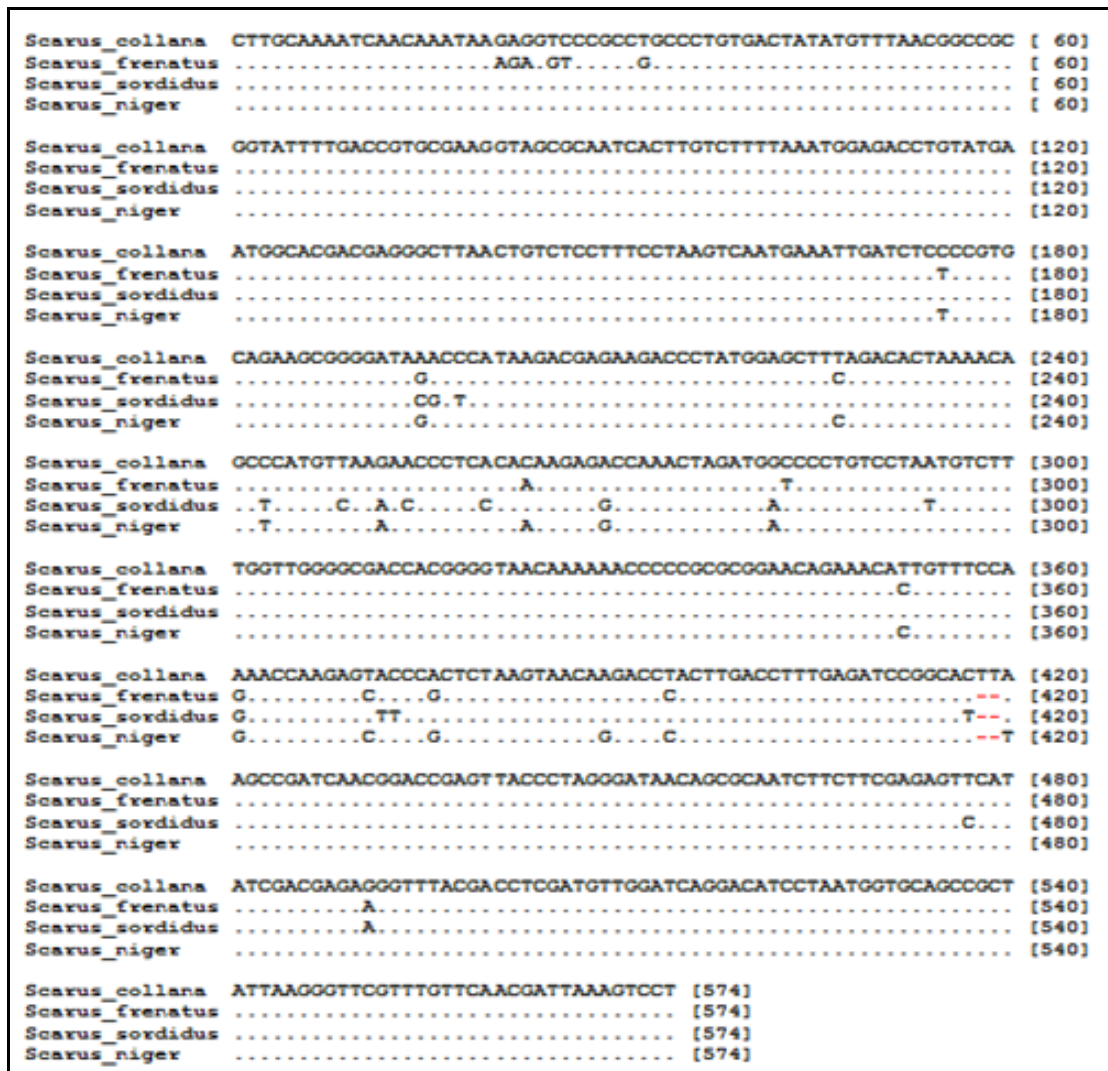 Scarus_collana CTTGCAAAATCAACAAATAAGAGGTCCCGCCTGCCCTGTGACTATATGTTTAACGGCCGC [ 60]
Scarus_frenatus ....................AGA.GT.....G............................ [ 60]
Scarus_sordidus ............................................................ [ 60]
Scarus_niger ............................................................ [ 60]
Scarus_collana GGTATTTTGACCGTGCGAAGGTAGCGCAATCACTTGTCTTTTAAATGGAGACCTGTATGA [120]
Scarus_frenatus ............................................................ [120]
Scarus_sordidus ............................................................ [120]
Scarus_niger ............................................................ [120]
Scarus_collana ATGGCACGACGAGGGCTTAACTGTCTCCTTTCCTAAGTCAATGAAATTGATCTCCCCGTG [180]
Scarus_frenatus ......................................................T..... [180]
Scarus_sordidus ............................................................ [180]
Scarus_niger ......................................................T..... [180]
Scarus_collana CAGAAGCGGGGATAAACCCATAAGACGAGAAGACCCTATGGAGCTTTAGACACTAAAACA [240]
Scarus_frenatus ..............G...............................C............. [240]
Scarus_sordidus ..............CG.T.......................................... [240]
Scarus_niger ..............G...............................C............. [240]
Scarus_collana GCCCATGTTAAGAACCCTCACACAAGAGACCAAACTAGATGGCCCCTGTCCTAATGTCTT [300]
Scarus_frenatus ......................A...................T................. [300]
Scarus_sordidus ..T.....C..A.C.....C........G............A...........T...... [300]
Scarus_niger ..T........A..........A.....G............A.................. [300]
Scarus_collana TGGTTGGGGCGACCACGGGGTAACAAAAAACCCCCGCGCGGAACAGAAACATTGTTTCCA [360]
Scarus_frenatus ...................................................C........ [360]
Scarus_sordidus ............................................................ [360]
Scarus_niger ...................................................C........ [360]
Scarus_collana AAACCAAGAGTACCCACTCTAAGTAACAAGACCTACTTGACCTTTGAGATCCGGCACTTA [420]
Scarus_frenatus G.........C....G.................C.......................--. [420]
Scarus_sordidus G..........TT...........................................T--. [420]
Scarus_niger G.........C....G............G....C.......................--T [420]
Scarus_collana AGCCGATCAACGGACCGAGTTACCCTAGGGATAACAGCGCAATCTTCTTCGAGAGTTCAT [480]
Scarus_frenatus ............................................................ [480]
Scarus_sordidus ........................................................C... [480]
Scarus_niger ............................................................ [480]
Scarus_collana ATCGACGAGAGGGTTTACGACCTCGATGTTGGATCAGGACATCCTAATGGTGCAGCCGCT [540]
Scarus_frenatus ..........A................................................. [540]
Scarus_sordidus ..........A................................................. [540]
Scarus_niger ............................................................ [540]
Scarus_collana ATTAAGGGTTCGTTTGTTCAACGATTAAAGTCCT [574]
Scarus_frenatus .................................. [574]
Scarus_sordidus .................................. [574]
Scarus_niger .................................. [574]